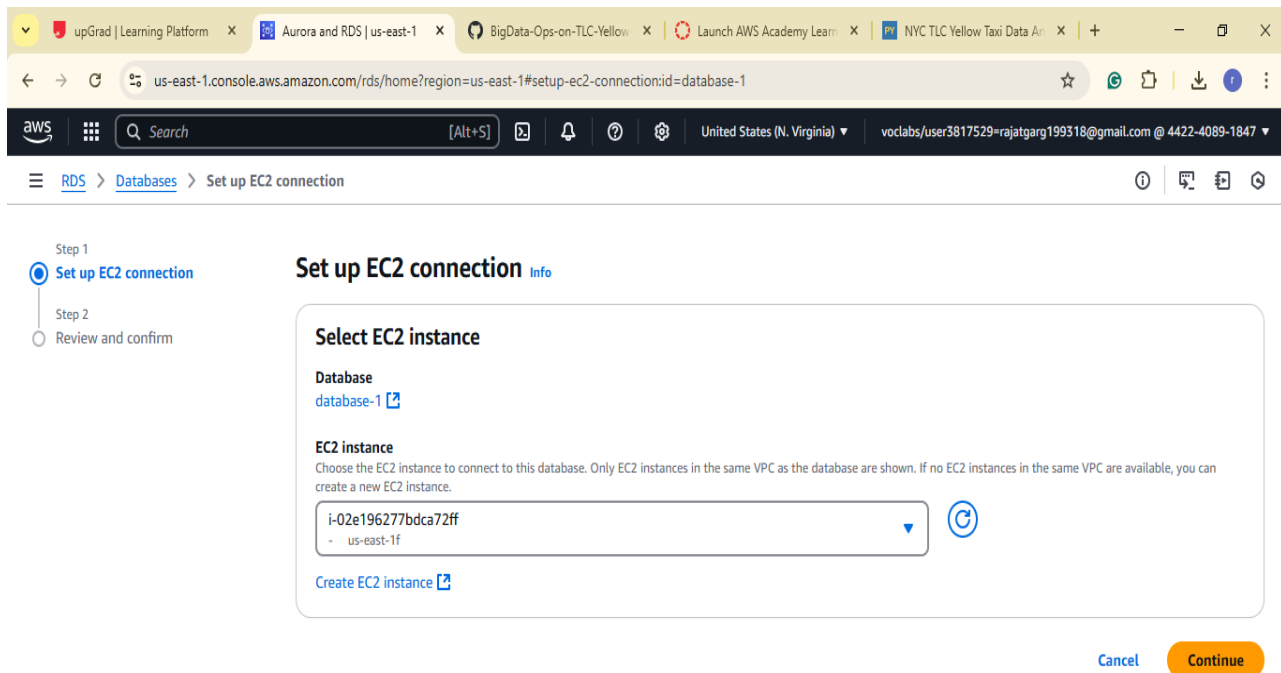 upGrad | Learning Platform
Aurora and RDS | us-east-1
BigData-Ops-on-TLC-Yellow
Launch AWS Academy Learn
PY NYC TLC Yellow Taxi Data An
us-east-1.console.aws.amazon.com/rds/home?region=us-east-1#setup-ec2-connection:id=database-1
aws Search [Alt+S] United States (N. Virginia) voclabs/user3817529=rajatgarg199318@gmail.com @ 4422-4089-1847
RDS > Databases > Set up EC2 connection
Step 1
Set up EC2 connection
Step 2
Review and confirm
Set up EC2 connection Info
Select EC2 instance
Database
database-1
EC2 instance
Choose the EC2 instance to connect to this database. Only EC2 instances in the same VPC as the database are shown. If no EC2 instances in the same VPC are available, you can
create a new EC2 instance.
i-02e196277bdca72ff
- us-east-1f
Create EC2 instance
Cancel Continue